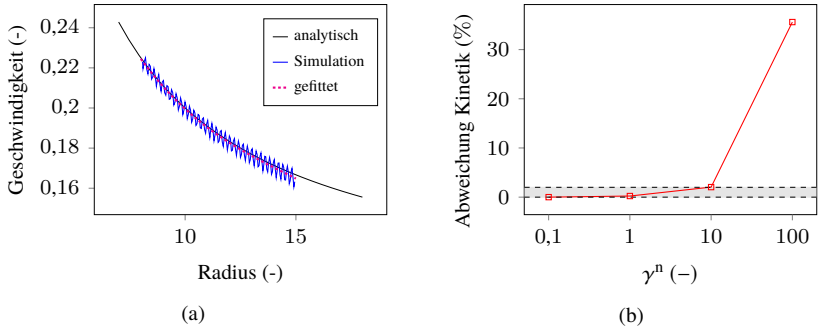 0,24
0,22
0,2
0,18
0,16
Geschwindigkeit (-)
analytisch
Simulation
gefittet
10
15
Radius (-)
(a)
30
20
10
0
Abweichung Kinetik (%)
0,1
1
10
100
γⁿ (−)
(b)